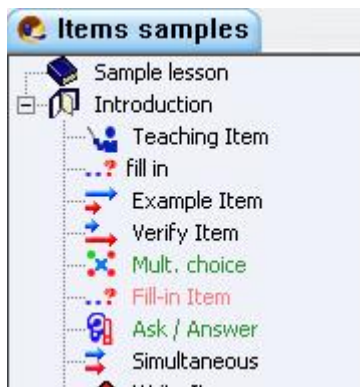 Items samples
Sample lesson
Introduction
Teaching Item
..? fill in
Example Item
Verify Item
Mult. choice
..? Fill-in Item
Ask / Answer
Simultaneous